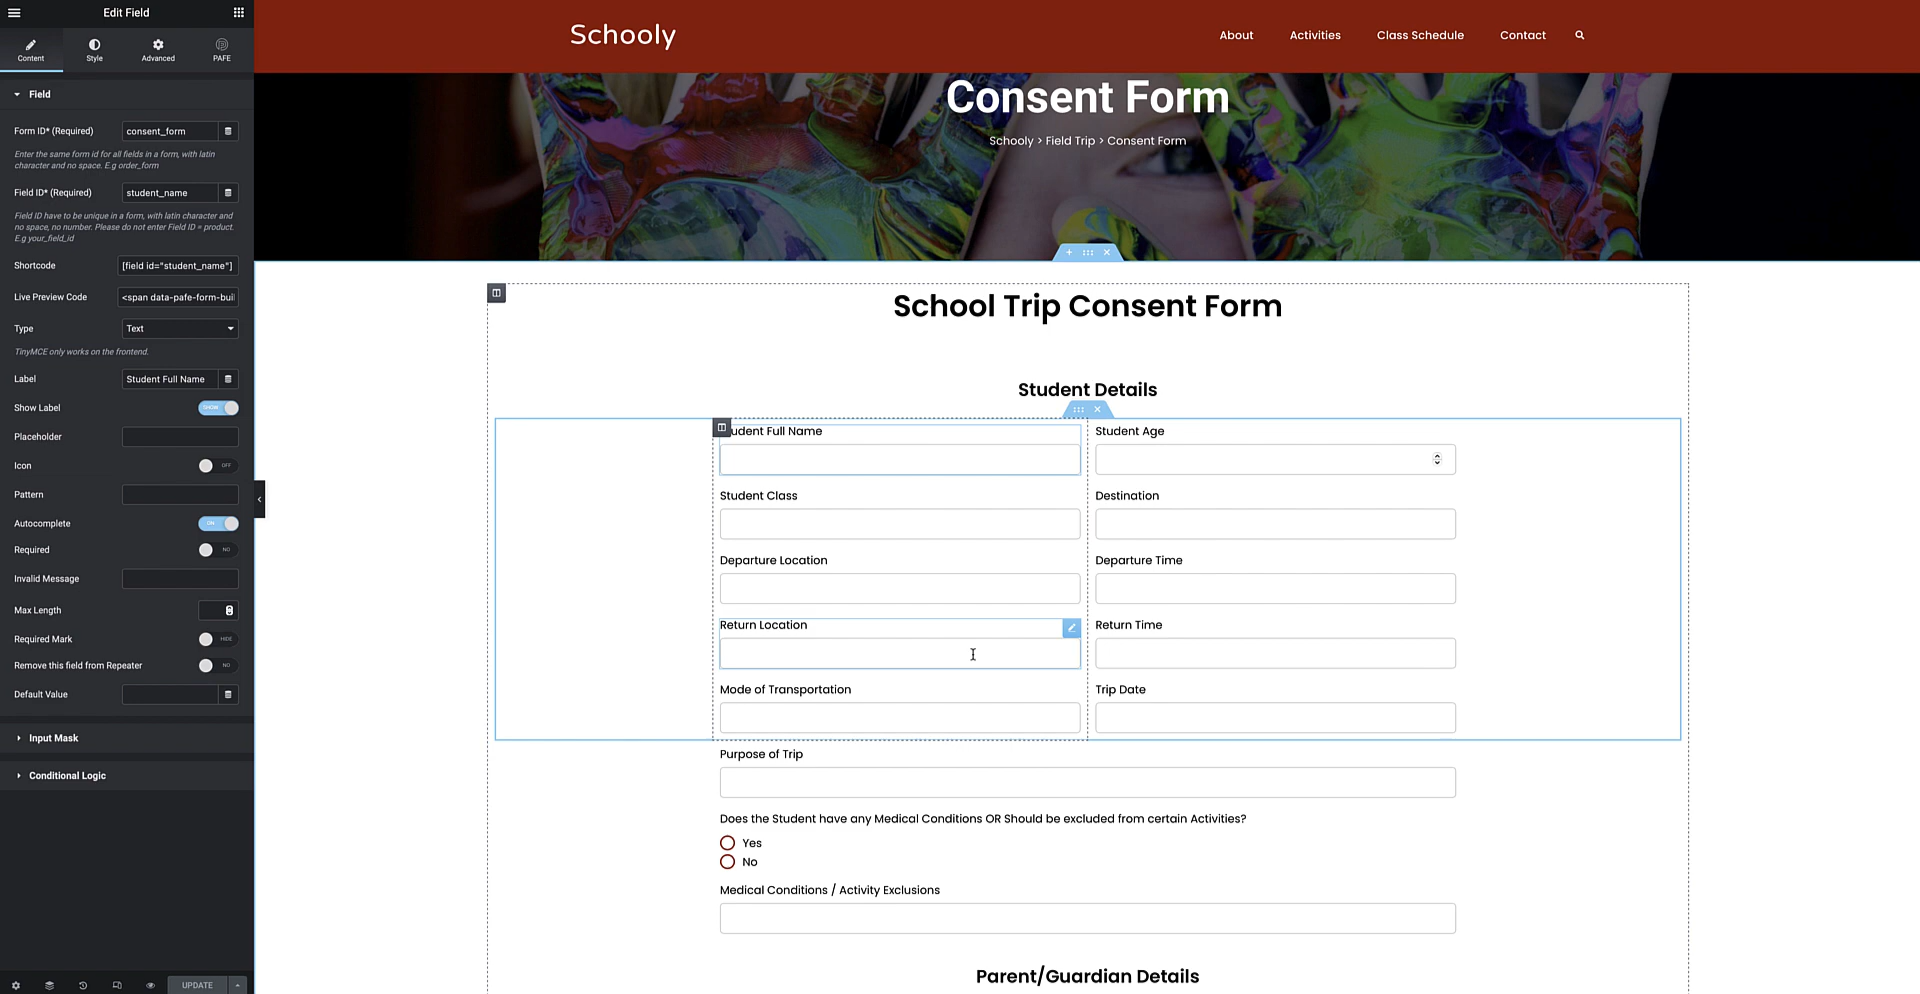 Edit Field
Content
Style
Advanced
PAFE
Field
Form ID* (Required)
consent_form
Enter the same form id for all fields in a form, with latin
character and no space. E.g order_form
Field ID* (Required)
student_name
Field ID have to be unique in a form, with latin character and
no space, no number. Please do not enter Field ID = product.
E.g your_field_id
Shortcode
[field id="student_name"]
Live Preview Code
<span data-pafe-form-buil
Type
Text
TinyMCE only works on the frontend.
Label
Student Full Name
Show Label
SHOW
Placeholder
Icon
OFF
Pattern
Autocomplete
ON
Required
NO
Invalid Message
Max Length
Required Mark
HIDE
Remove this field from Repeater
NO
Default Value
Input Mask
Conditional Logic
UPDATE
Schooly
About
Activities
Class Schedule
Contact
Consent Form
Schooly > Field Trip > Consent Form
School Trip Consent Form
Student Details
udent Full Name
Student Age
Student Class
Destination
Departure Location
Departure Time
Return Location
Return Time
Mode of Transportation
Trip Date
Purpose of Trip
Does the Student have any Medical Conditions OR Should be excluded from certain Activities?
Yes
No
Medical Conditions / Activity Exclusions
Parent/Guardian Details